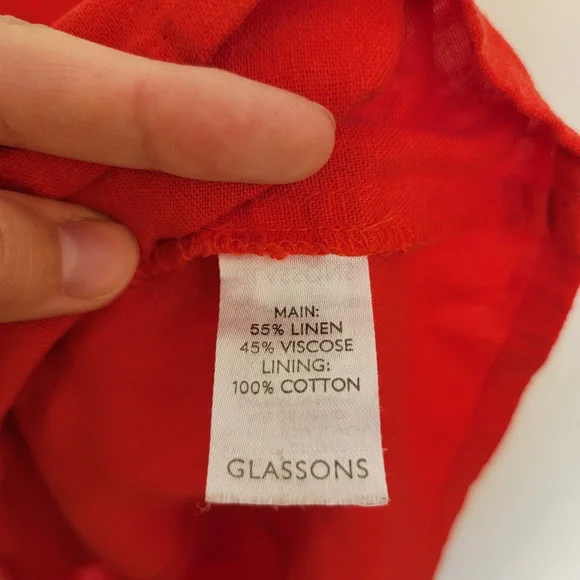 MAIN:
55% LINEN
45% VISCOSE
LINING:
100% COTTON
GLASSONS